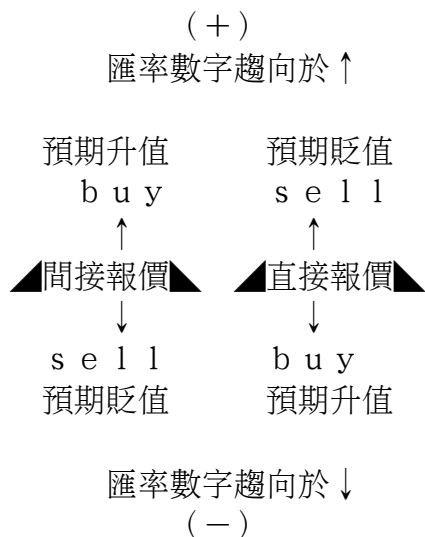 （＋）
匯率數字趨向於↑
預期升值　預期貶值
ｂｕｙ　ｓｅｌｌ
↑　↑
◢間接報價◣　◢直接報價◣
↓　↓
ｓｅｌｌ　ｂｕｙ
預期貶值　預期升值
匯率數字趨向於↓
（－）